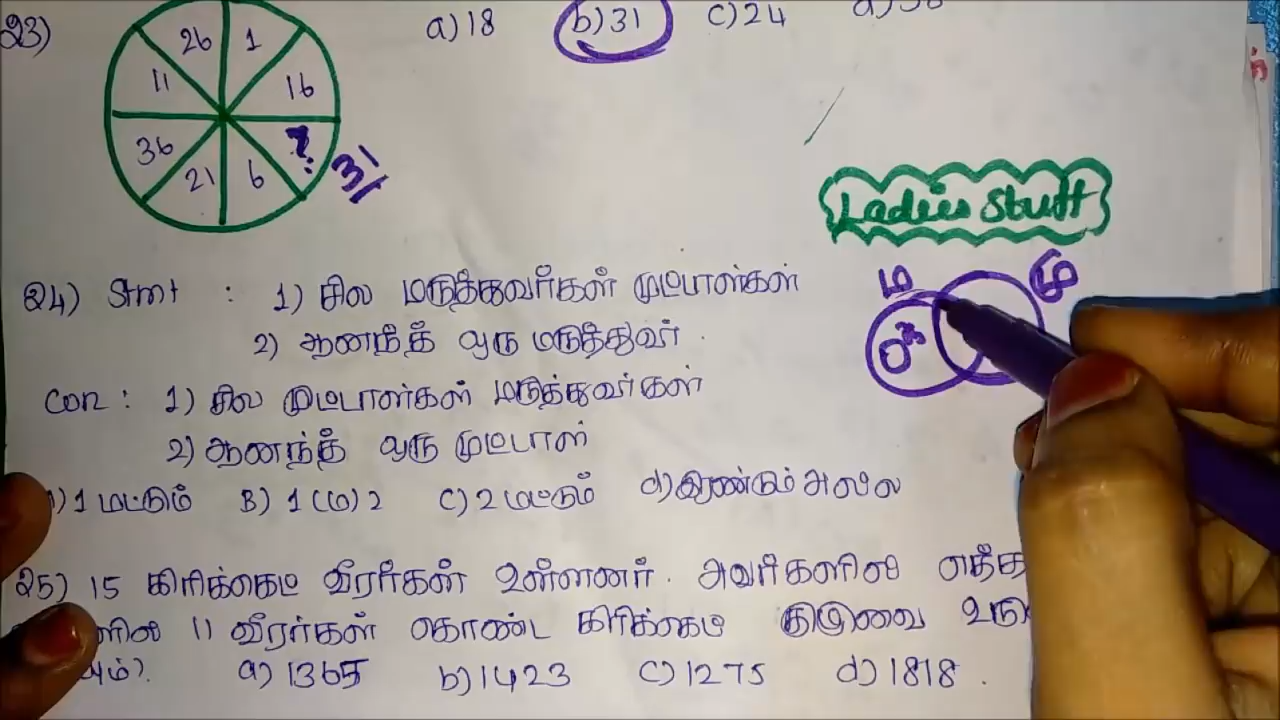 23)
26 1
11 16
36 ?
21 6
31
a) 18 b) 31 c) 24
Ladies Stuff
ம மு
24) Stmt : 1) சில மருத்துவர்கள் முட்டாள்கள்
2) ஆனந்த் ஒரு மருத்துவர்.
con : 1) சில முட்டாள்கள் மருத்துவர்கள்
2) ஆனந்த் ஒரு முட்டாள்
1 மட்டும் B) 1 (ம) 2 C) 2 மட்டும் d) இரண்டும் அல்ல
25) 15 கிரிக்கெட் வீரர்கள் உள்ளனர். அவர்களில் எத்த
ளில் 11 வீரர்கள் கொண்ட கிரிக்கெட் குழுவை உரு
ம்?. a) 1365 b) 1423 c) 1275 d) 1818 .